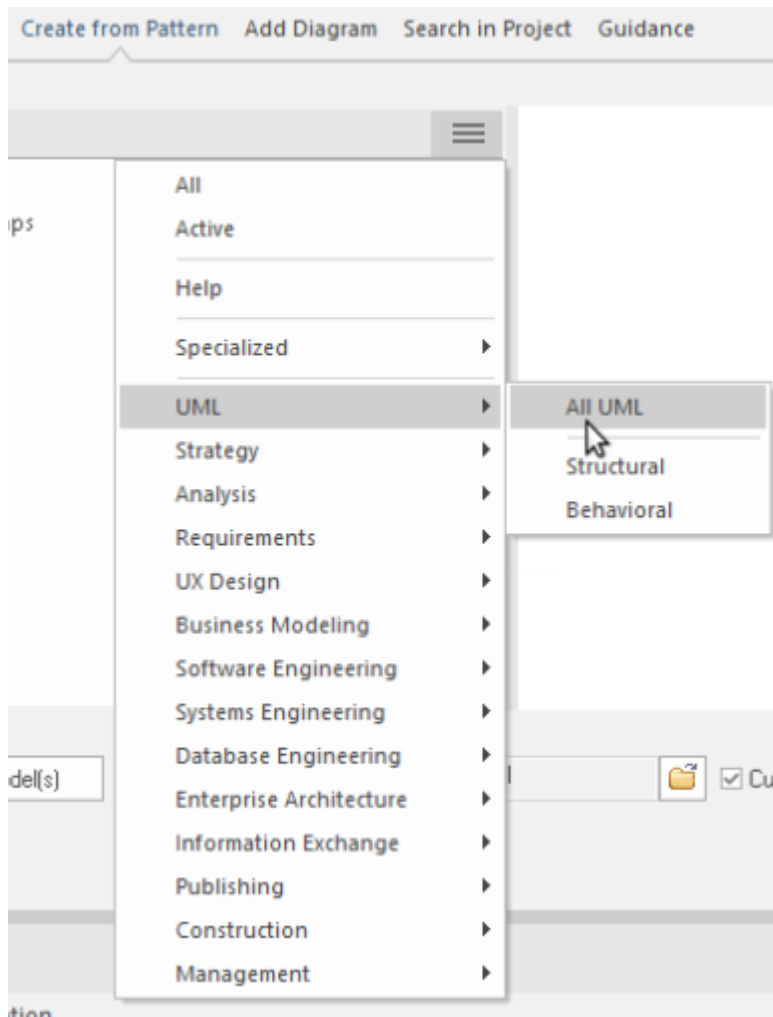 Create from Pattern Add Diagram Search in Project Guidance
All
Active
Help
Specialized
UML
All UML
Strategy
Structural
Analysis
Behavioral
Requirements
UX Design
Business Modeling
Software Engineering
Systems Engineering
Database Engineering
Enterprise Architecture
Information Exchange
Publishing
Construction
Management